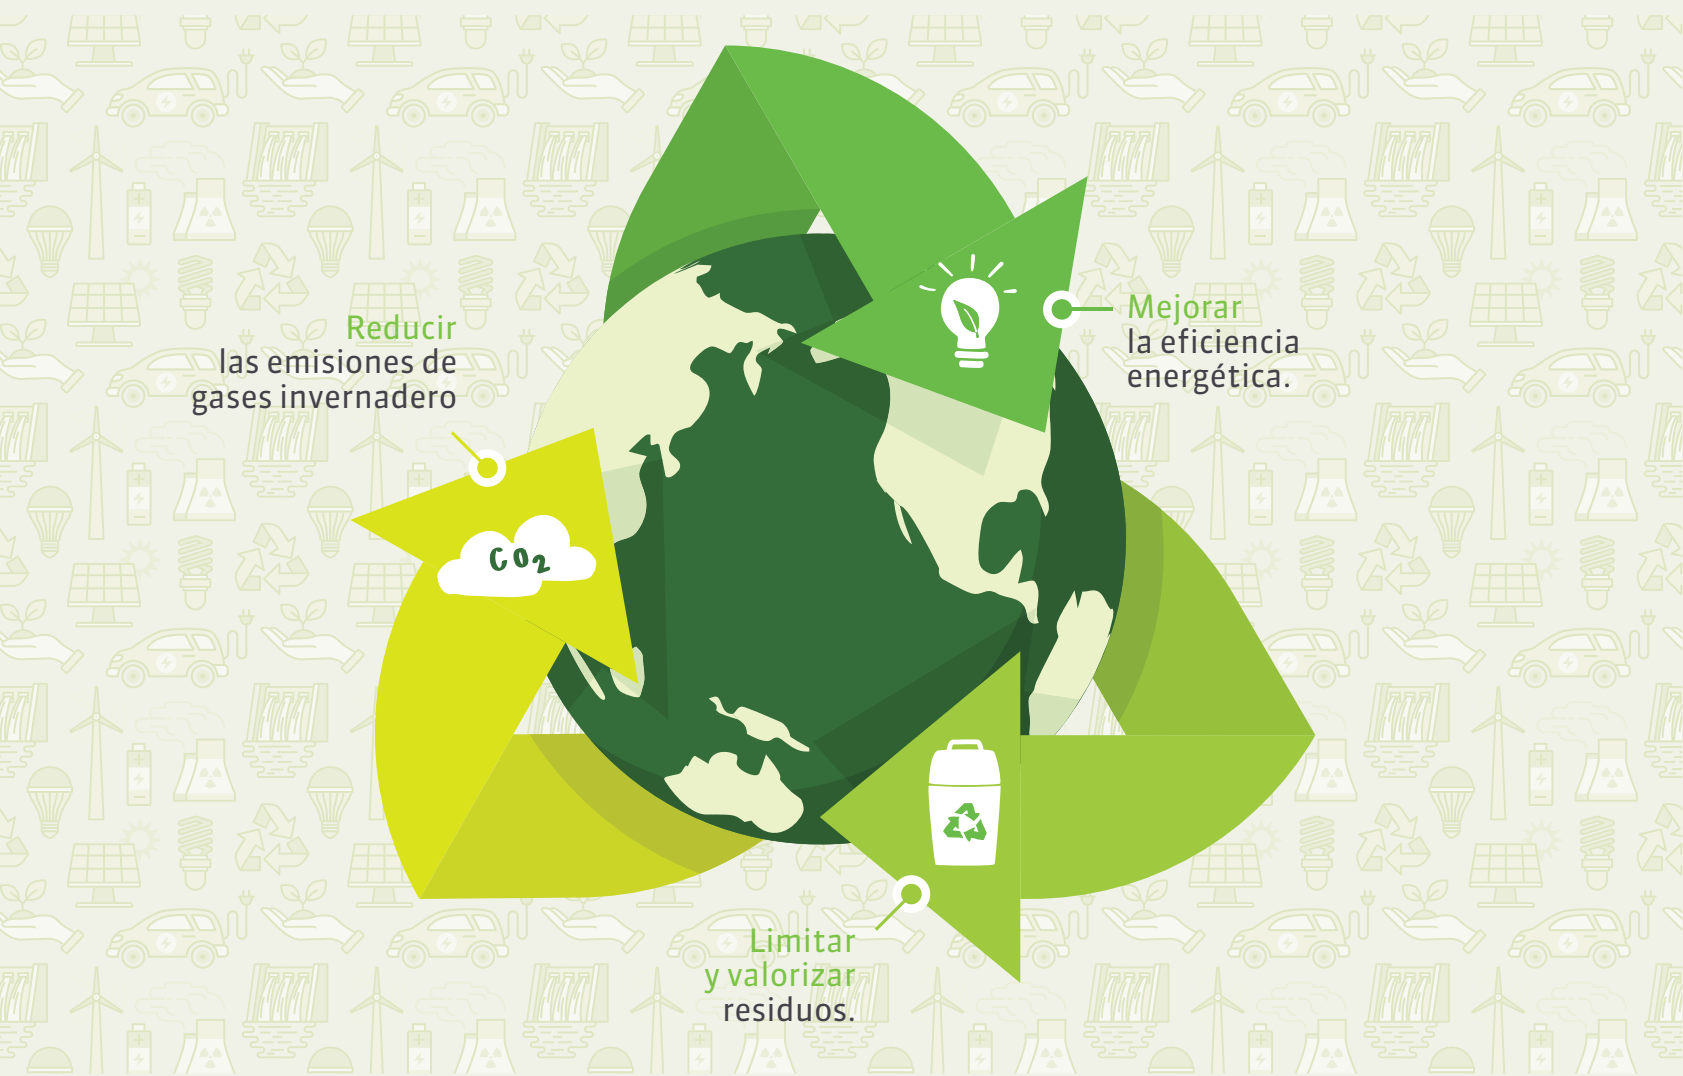 Reducir
las emisiones de
gases invernadero
CO2
Mejorar
la eficiencia
energética.
Limitar
y valorizar
residuos.